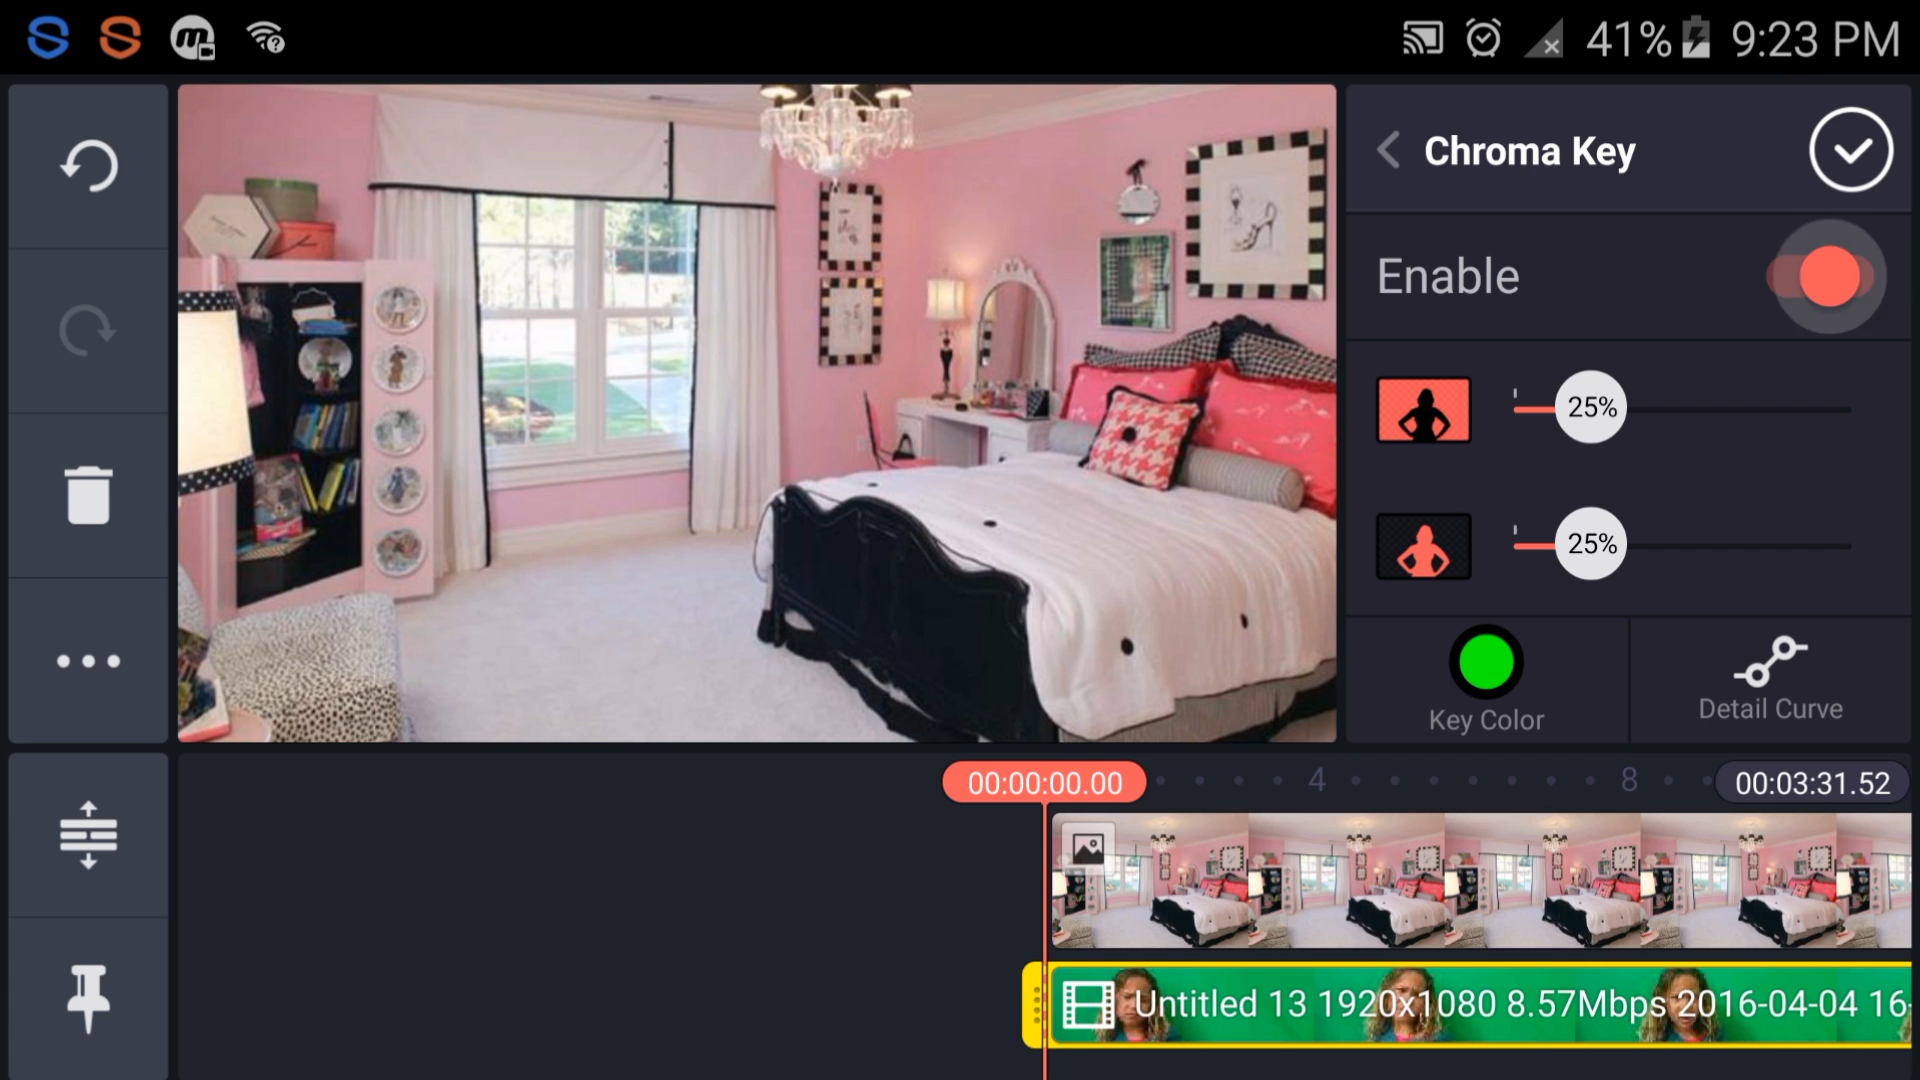 41% 9:23 PM
Chroma Key
Enable
25%
25%
Key Color
Detail Curve
00:00:00.00
4
8
00:03:31.52
Untitled 13 1920x1080 8.57Mbps 2016-04-04 16-